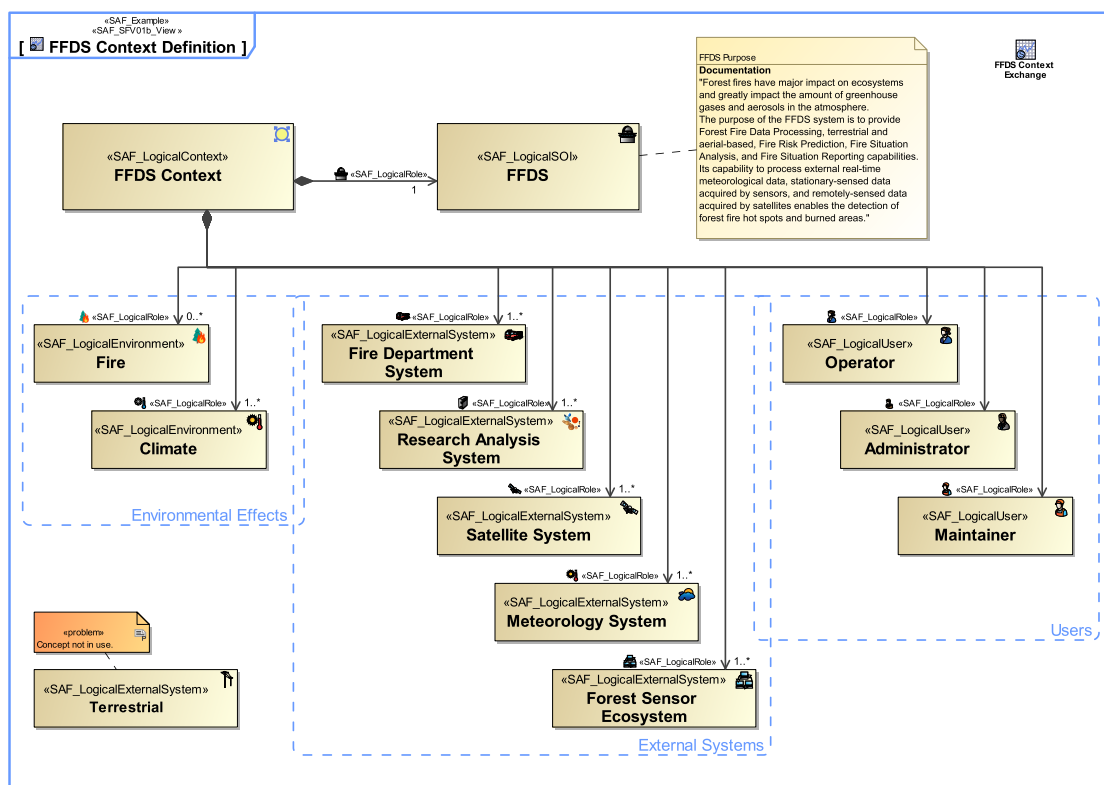 «SAF_Example»
«SAF_SFV01b_View »
[ FFDS Context Definition ]
FFDS Purpose
Documentation
"Forest fires have major impact on ecosystems
and greatly impact the amount of greenhouse
gases and aerosols in the atmosphere.
The purpose of the FFDS system is to provide
Forest Fire Data Processing, terrestrial and
aerial-based, Fire Risk Prediction, Fire Situation
Analysis, and Fire Situation Reporting capabilities.
Its capability to process external real-time
meteorological data, stationary-sensed data
acquired by sensors, and remotely-sensed data
acquired by satellites enables the detection of
forest fire hot spots and burned areas."
FFDS Context
Exchange
«SAF_LogicalContext»
FFDS Context
«SAF_LogicalRole»
1
«SAF_LogicalSOI»
FFDS
«SAF_LogicalRole» 0..*
«SAF_LogicalEnvironment»
Fire
«SAF_LogicalRole» 1..*
«SAF_LogicalEnvironment»
Climate
Environmental Effects
«SAF_LogicalRole» 1..*
«SAF_LogicalExternalSystem»
Fire Department
System
«SAF_LogicalRole» 1..*
«SAF_LogicalExternalSystem»
Research Analysis
System
«SAF_LogicalRole» 1..*
«SAF_LogicalExternalSystem»
Satellite System
«SAF_LogicalRole» 1..*
«SAF_LogicalExternalSystem»
Meteorology System
«SAF_LogicalRole» 1..*
«SAF_LogicalExternalSystem»
Forest Sensor
Ecosystem
External Systems
«SAF_LogicalRole»
«SAF_LogicalUser»
Operator
«SAF_LogicalRole»
«SAF_LogicalUser»
Administrator
«SAF_LogicalRole»
«SAF_LogicalUser»
Maintainer
Users
«problem»
Concept not in use.
«SAF_LogicalExternalSystem»
Terrestrial